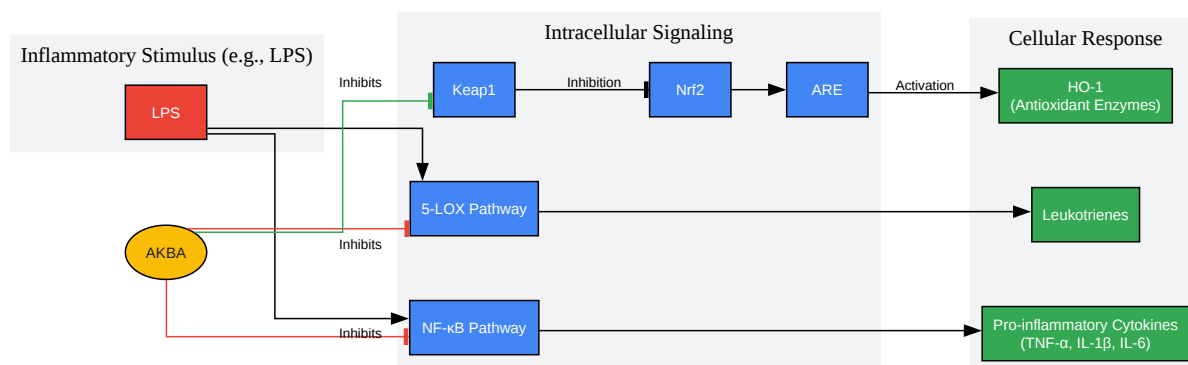 Inflammatory Stimulus (e.g., LPS)
LPS
AKBA
Intracellular Signaling
Inhibits
Keap1
Inhibition
Nrf2
ARE
Activation
5-LOX Pathway
Inhibits
NF-κB Pathway
Inhibits
Cellular Response
HO-1
(Antioxidant Enzymes)
Leukotrienes
Pro-inflammatory Cytokines
(TNF-α, IL-1β, IL-6)